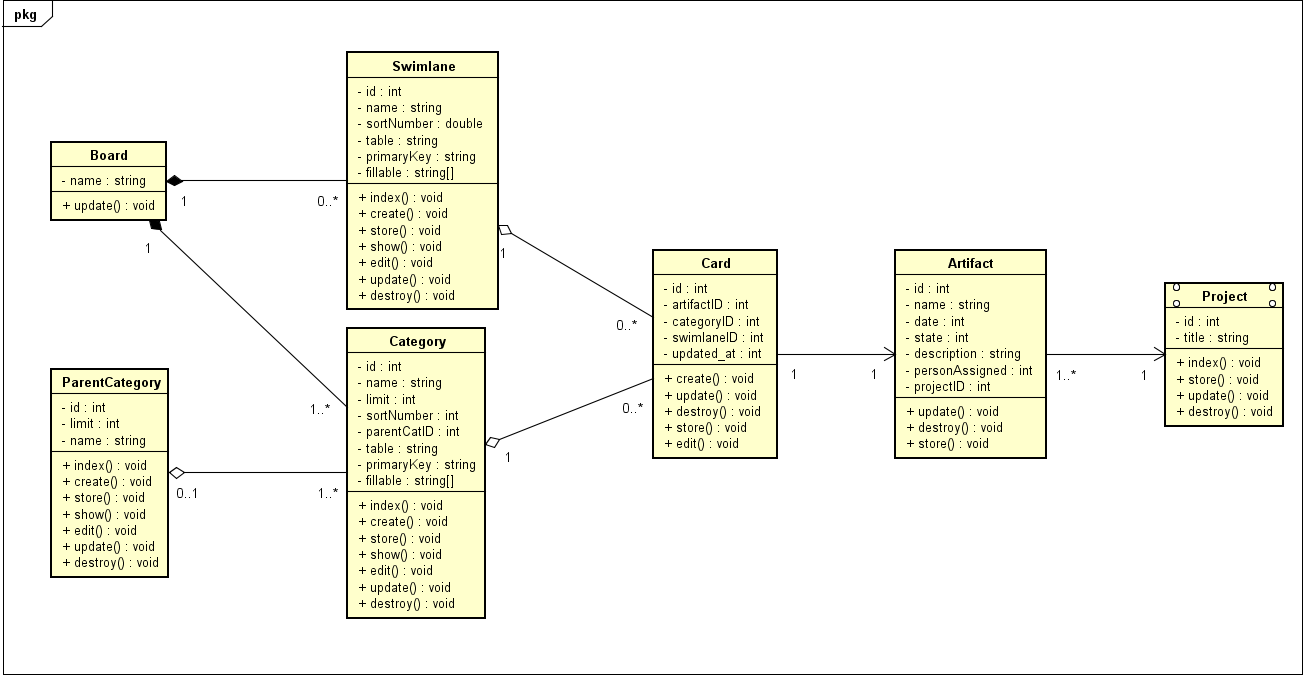 pkg
Swimlane
- id : int
- name : string
- sortNumber : double
- table : string
- primaryKey : string
- fillable : string[]
+ index() : void
+ create() : void
+ store() : void
+ show() : void
+ edit() : void
+ update() : void
+ destroy() : void
Board
- name : string
+ update() : void
1
0..*
1
1..*
1
0..*
ParentCategory
- id : int
- limit : int
- name : string
+ index() : void
+ create() : void
+ store() : void
+ show() : void
+ edit() : void
+ update() : void
+ destroy() : void
0..1
1..*
Category
- id : int
- name : string
- limit : int
- sortNumber : int
- parentCatID : int
- table : string
- primaryKey : string
- fillable : string[]
+ index() : void
+ create() : void
+ store() : void
+ show() : void
+ edit() : void
+ update() : void
+ destroy() : void
1
0..*
Card
- id : int
- artifactID : int
- categoryID : int
- swimlaneID : int
- updated_at : int
+ create() : void
+ update() : void
+ destroy() : void
+ store() : void
+ edit() : void
1
1
Artifact
- id : int
- name : string
- date : int
- state : int
- description : string
- personAssigned : int
- projectID : int
+ update() : void
+ destroy() : void
+ store() : void
1..*
1
Project
- id : int
- title : string
+ index() : void
+ store() : void
+ update() : void
+ destroy() : void